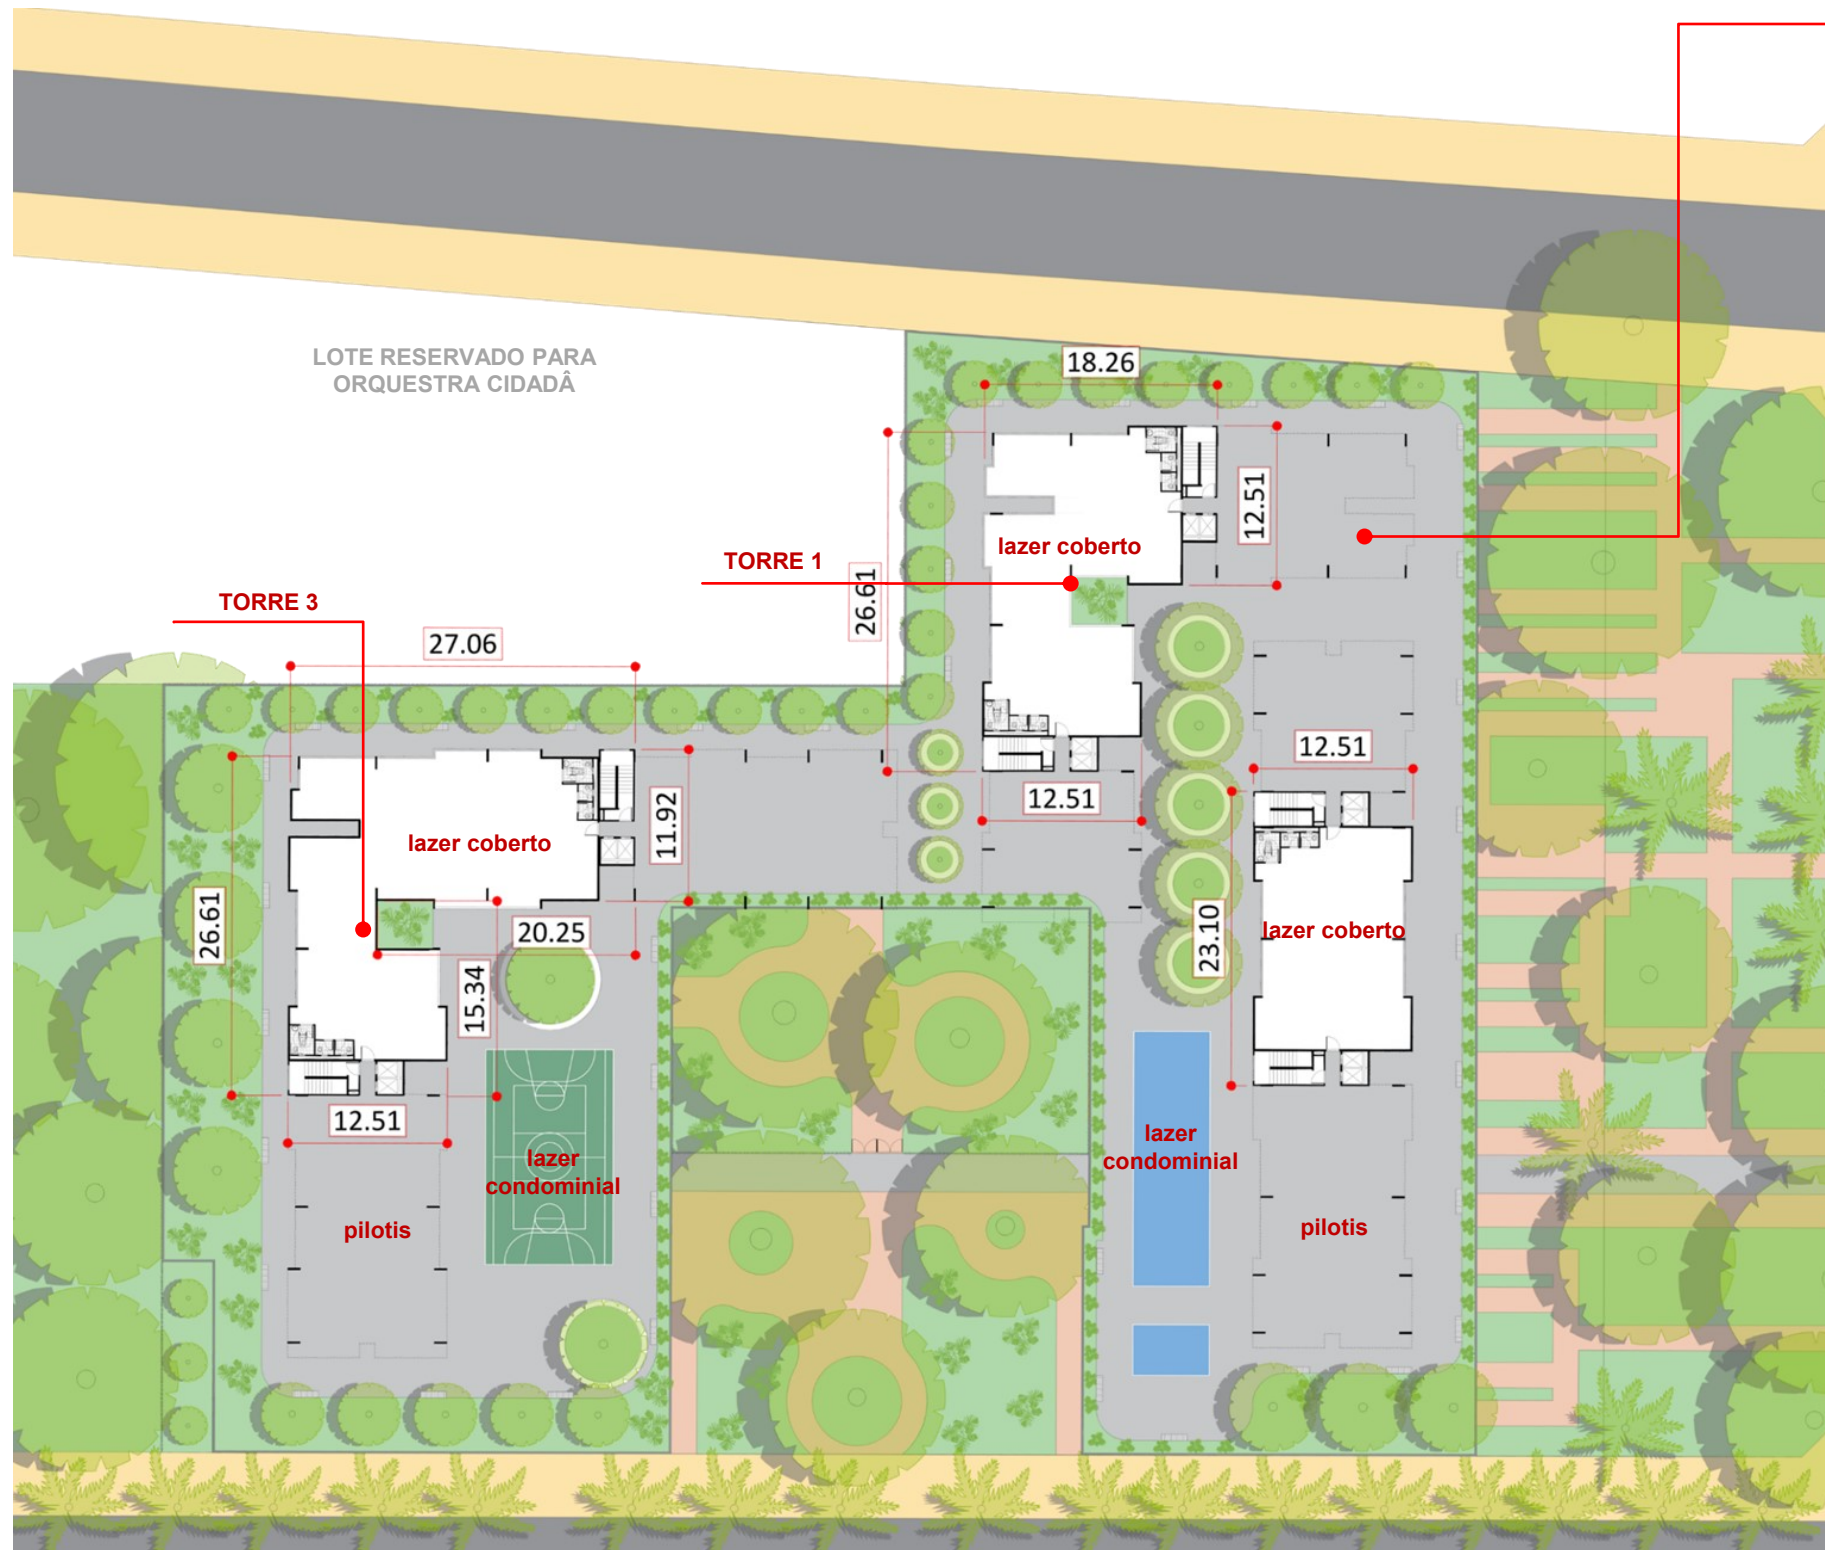 LOTE RESERVADO PARA
ORQUESTRA CIDADÂ
18.26
12.51
lazer coberto
TORRE 1
26.61
TORRE 3
27.06
12.51
12.51
11.92
lazer coberto
26.61
20.25
lazer coberto
23.10
15.34
12.51
lazer
condominial
lazer
condominial
pilotis
pilotis